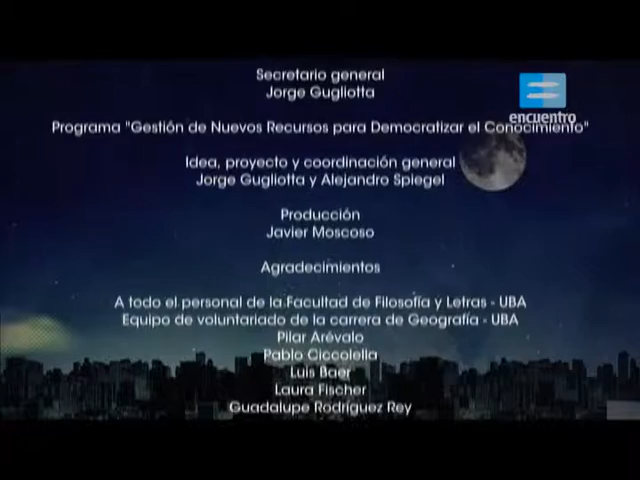 Secretario general
Jorge Gugliotta
encuentro
Programa "Gestión de Nuevos Recursos para Democratizar el Conocimiento"
Idea, proyecto y coordinación general
Jorge Gugliotta y Alejandro Spiegel
Producción
Javier Moscoso
Agradecimientos
A todo el personal de la Facultad de Filosofía y Letras - UBA
Equipo de voluntariado de la carrera de Geografía - UBA
Pilar Arévalo
Pablo Ciccolella
Luis Baer
Laura Fischer
Guadalupe Rodríguez Rey